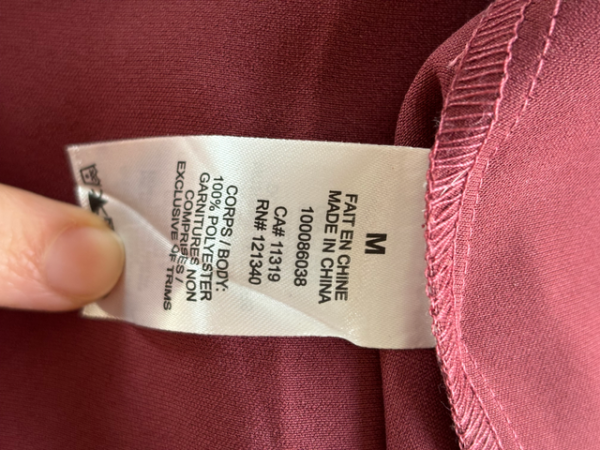 M
FAIT EN CHINE
MADE IN CHINA
100086038
CA# 11319
RN# 121340
CORPS / BODY:
100% POLYESTER
GARNITURES NON
COMPRISES /
EXCLUSIVE OF TRIMS